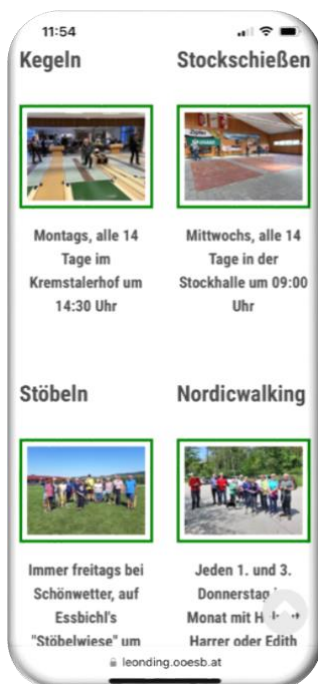 11:54
Kegeln
Stockschießen
Montags, alle 14
Tage im
Kremstalerhof um
14:30 Uhr
Mittwochs, alle 14
Tage in der
Stockhalle um 09:00
Uhr
Stöbeln
Nordicwalking
Immer freitags bei
Schönwetter, auf
Essbichl's
"Stöbelwiese" um
Jeden 1. und 3.
Donnerstag
Monat mit
Harrer oder Edith
leonding.ooesb.at